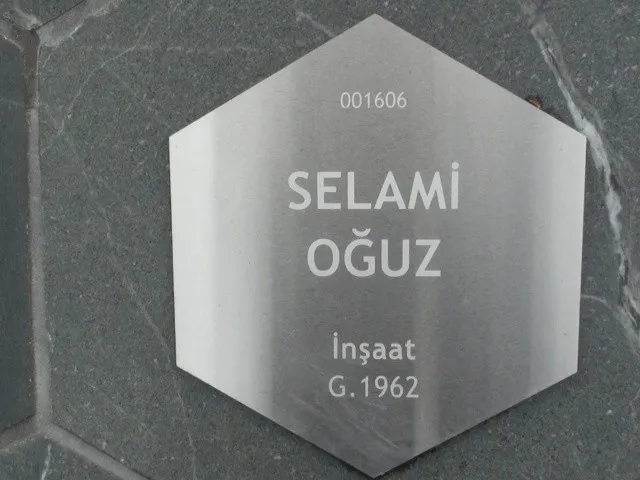 001606
SELAMİ
OĞUZ
İnşaat
G.1962